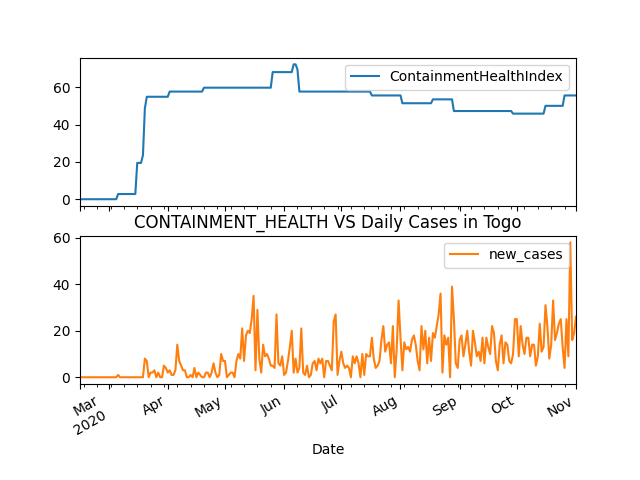 60
40
20
0
ContainmentHealthIndex
CONTAINMENT_HEALTH VS Daily Cases in Togo
60
40
20
0
new_cases
Mar
2020
Apr
May
Jun
Jul
Aug
Sep
Oct
Nov
Date